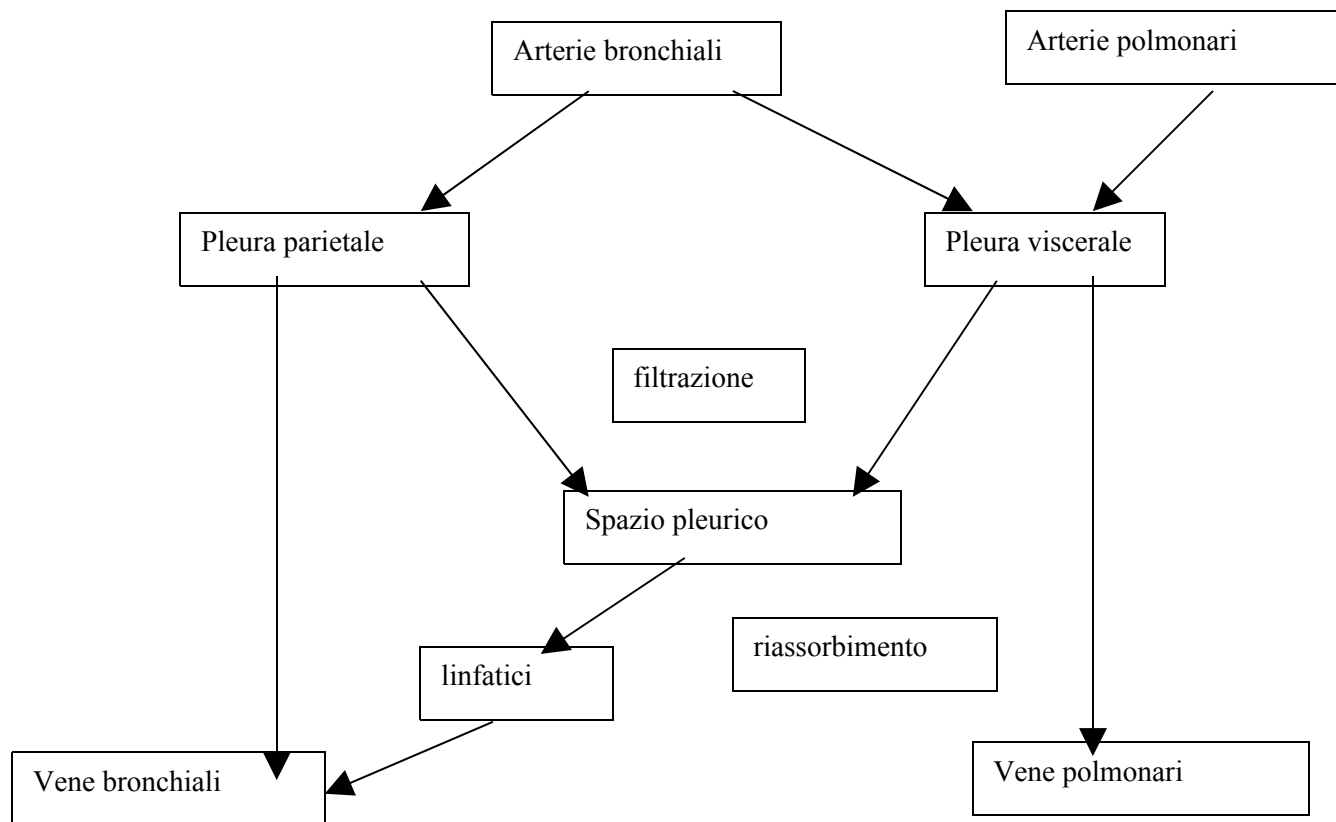 Arterie bronchiali
Arterie polmonari
Pleura parietale
Pleura viscerale
filtrazione
Spazio pleurico
riassorbimento
linfatici
Vene bronchiali
Vene polmonari